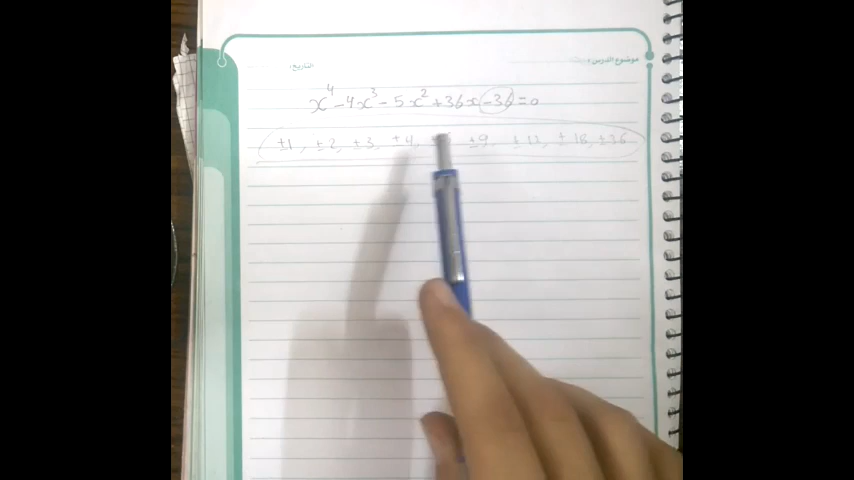 موضوع الدرس: التاريخ:
x⁴ - 4x³ - 5x² + 36x - 36 = 0
±1, ±2, ±3, ±4, ±9, ±12, ±18, ±36